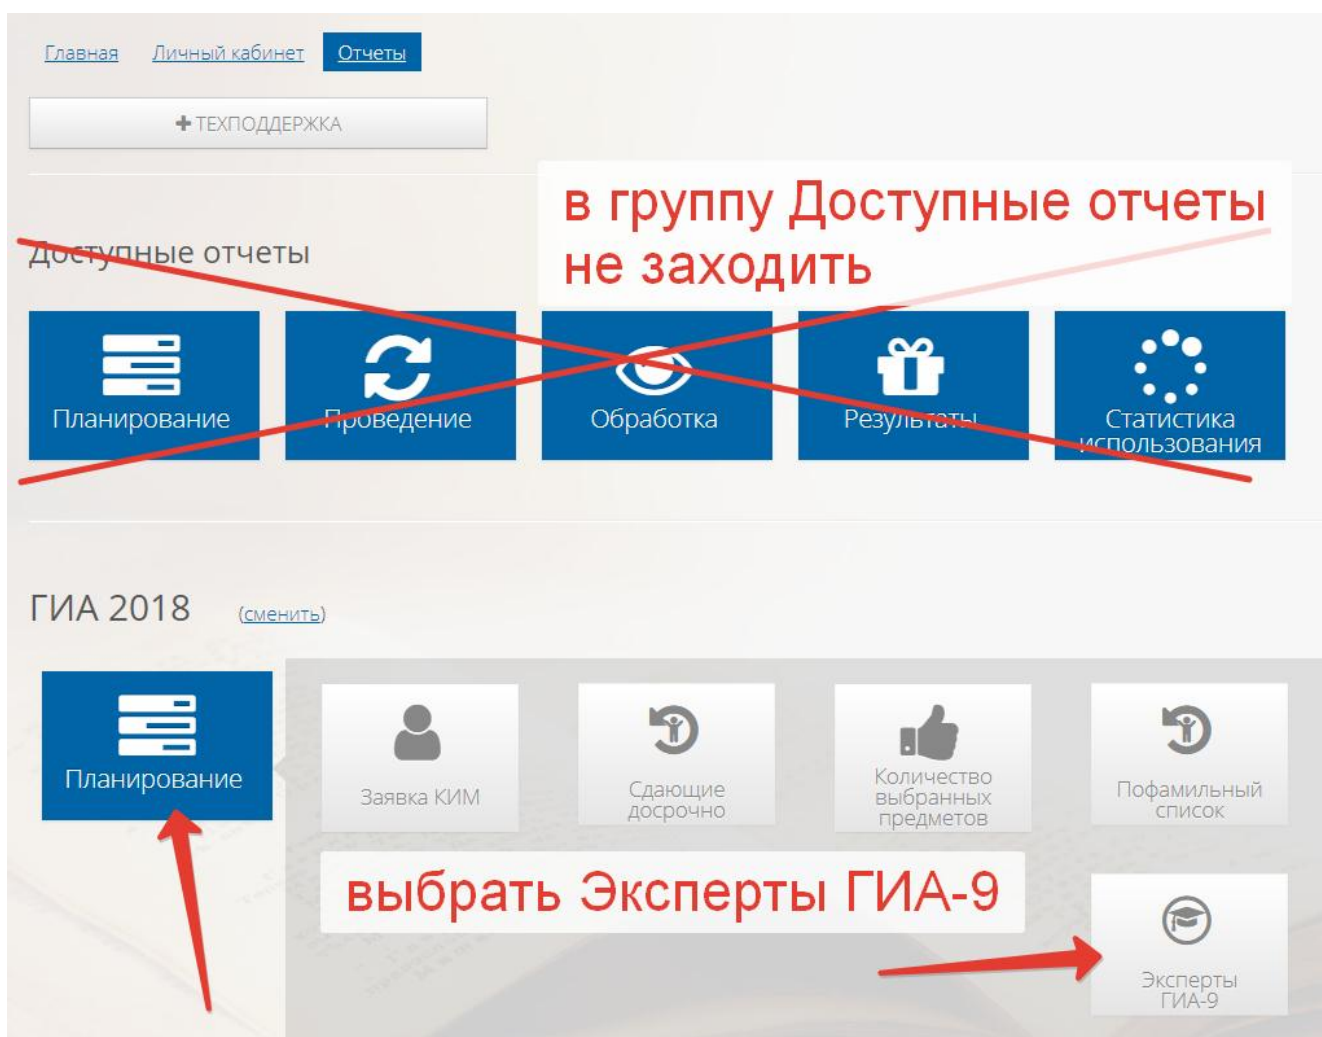 Главная Личный кабинет Отчеты
+ ТЕХПОДДЕРЖКА
в группу Доступные отчеты
не заходить
Доступные отчеты
Планирование Проведение Обработка Результаты Статистика
использования
ГИА 2018 (сменить)
Планирование
Заявка КИМ
Сдающие
досрочно
Количество
выбранных
предметов
Пофамильный
список
выбрать Эксперты ГИА-9
Эксперты
ГИА-9